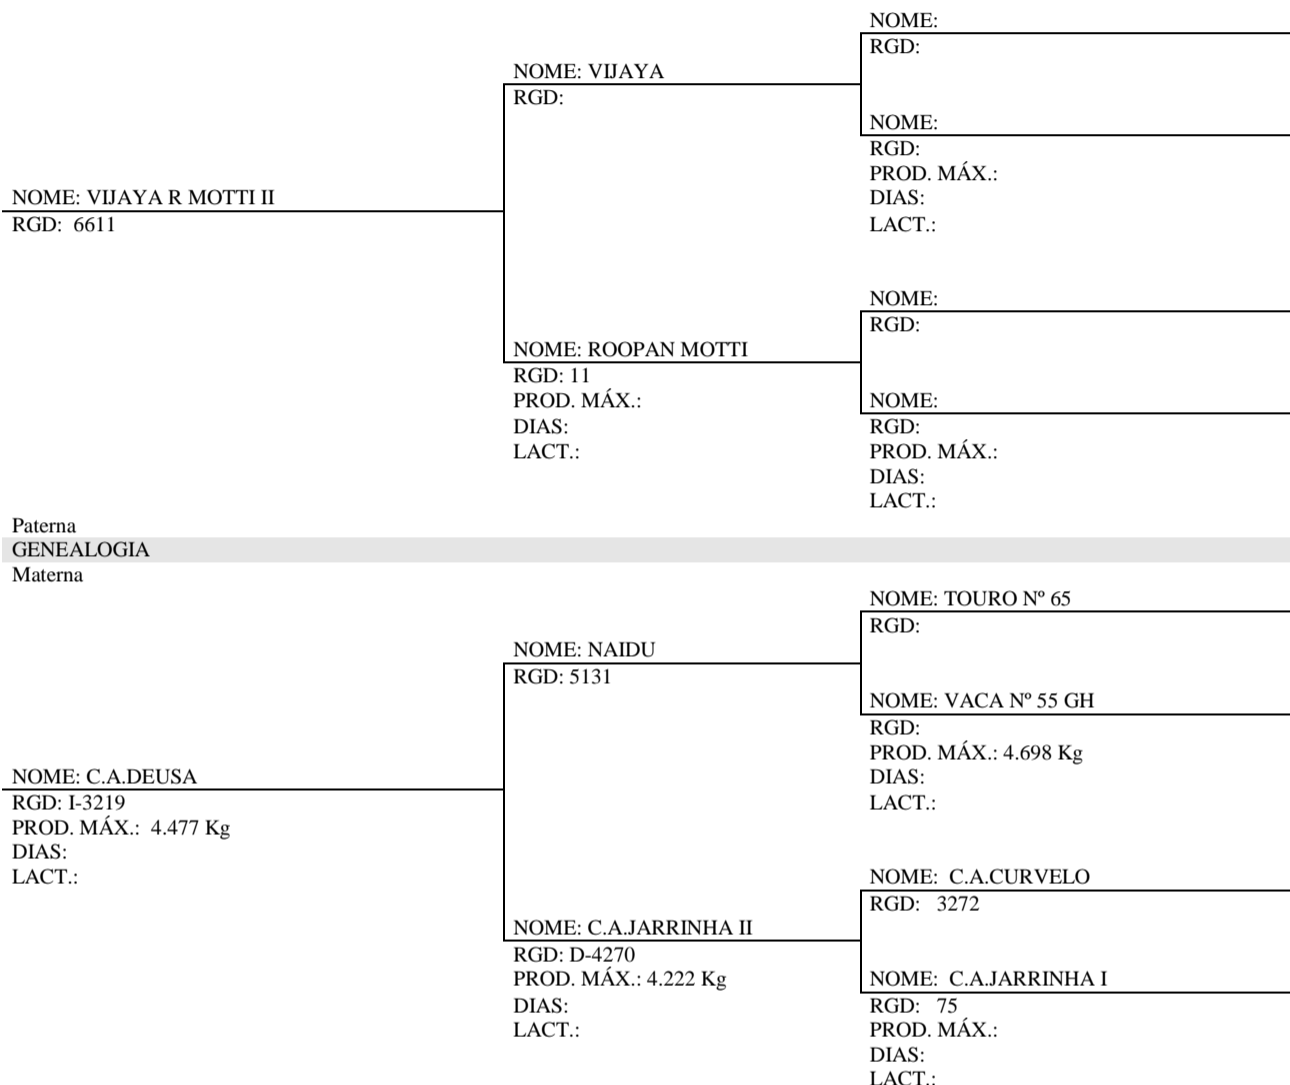 NOME:
RGD:
NOME: VIJAYA
RGD:
NOME:
RGD:
PROD. MÁX.:
DIAS:
LACT.:
NOME: VIJAYA R MOTTI II
RGD: 6611
NOME:
RGD:
NOME: ROOPAN MOTTI
RGD: 11
PROD. MÁX.:
DIAS:
LACT.:
NOME:
RGD:
PROD. MÁX.:
DIAS:
LACT.:
Paterna
GENEALOGIA
Materna
NOME: TOURO Nº 65
RGD:
NOME: NAIDU
RGD: 5131
NOME: VACA Nº 55 GH
RGD:
PROD. MÁX.: 4.698 Kg
DIAS:
LACT.:
NOME: C.A.DEUSA
RGD: I-3219
PROD. MÁX.: 4.477 Kg
DIAS:
LACT.:
NOME: C.A.CURVELO
RGD: 3272
NOME: C.A.JARRINHA II
RGD: D-4270
PROD. MÁX.: 4.222 Kg
DIAS:
LACT.:
NOME: C.A.JARRINHA I
RGD: 75
PROD. MÁX.:
DIAS:
LACT.: